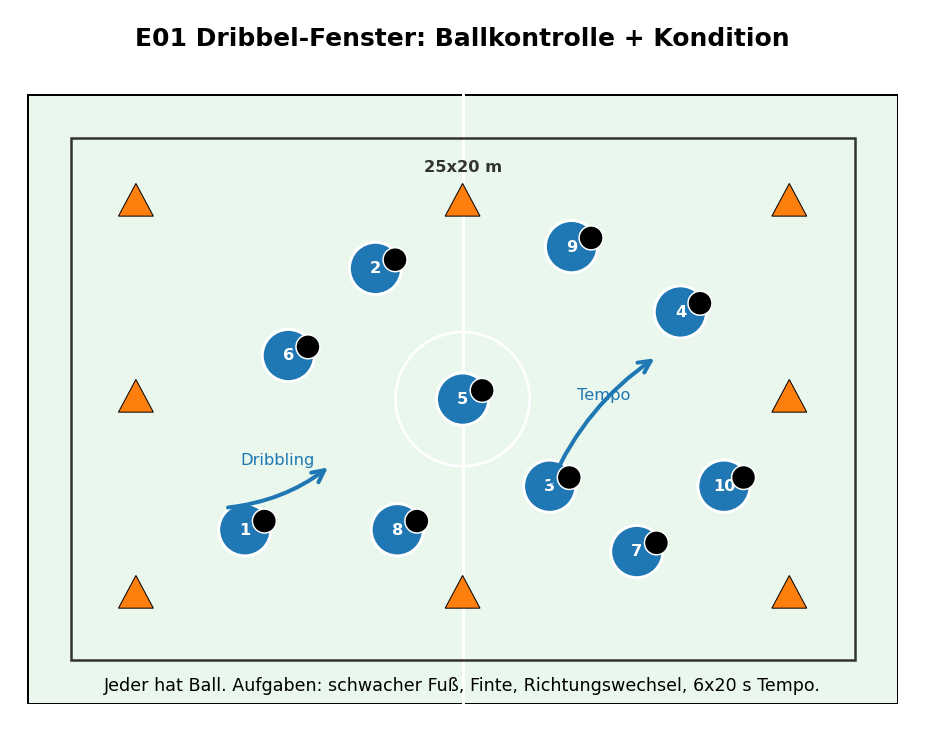 E01 Dribbel-Fenster: Ballkontrolle + Kondition
25x20 m
9
2
4
6
5
Tempo
Dribbling
3
10
1
8
7
Jeder hat Ball. Aufgaben: schwacher Fuß, Finte, Richtungswechsel, 6x20 s Tempo.